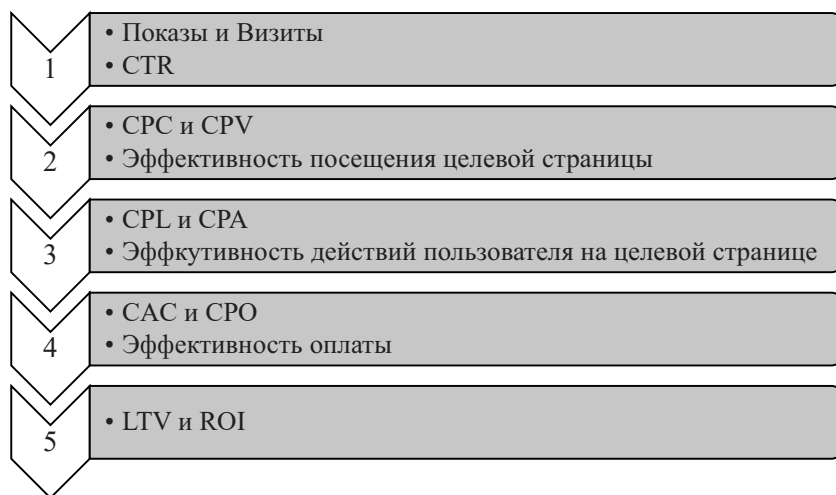 1
• Показы и Визиты
• CTR
2
• CPC и CPV
• Эффективность посещения целевой страницы
3
• CPL и CPA
• Эффкутивность действий пользователя на целевой странице
4
• CAC и CPO
• Эффективность оплаты
5
• LTV и ROI